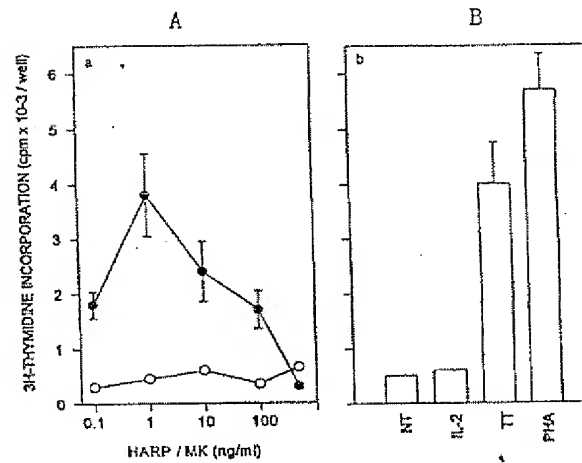 A
B
a
b
6
5
4
3
2
1
0
3H-THYMIDINE INCORPORATION (cpm x 10-3 / well)
0.1
1
10
100
HARP / MK (ng/ml)
NT
IL-2
TT
PHA